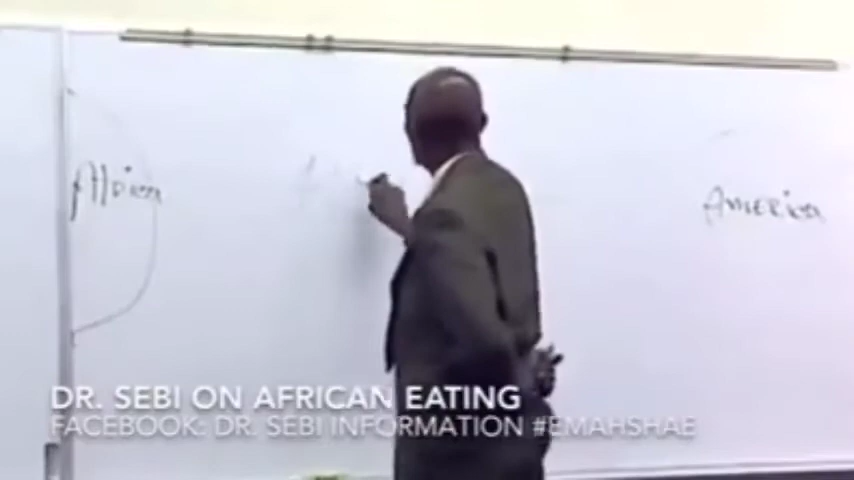 Africa
America
DR. SEBI ON AFRICAN EATING
FACEBOOK: DR. SEBI INFORMATION #EMAHSHAE